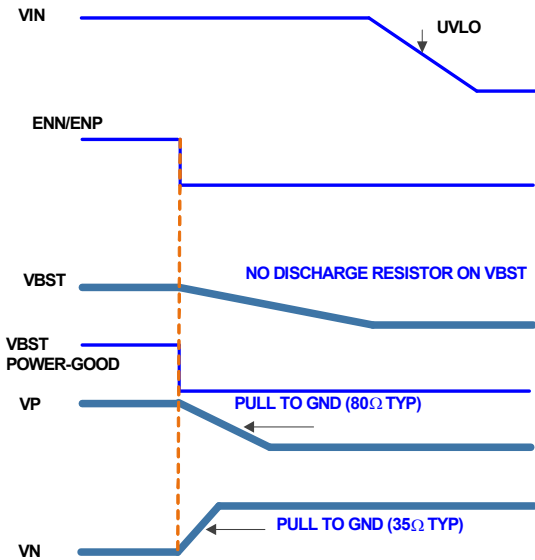 VIN
UVLO
ENN/ENP
NO DISCHARGE RESISTOR ON VBST
VBST
VBST
POWER-GOOD
PULL TO GND (80Ω TYP)
VP
PULL TO GND (35Ω TYP)
VN